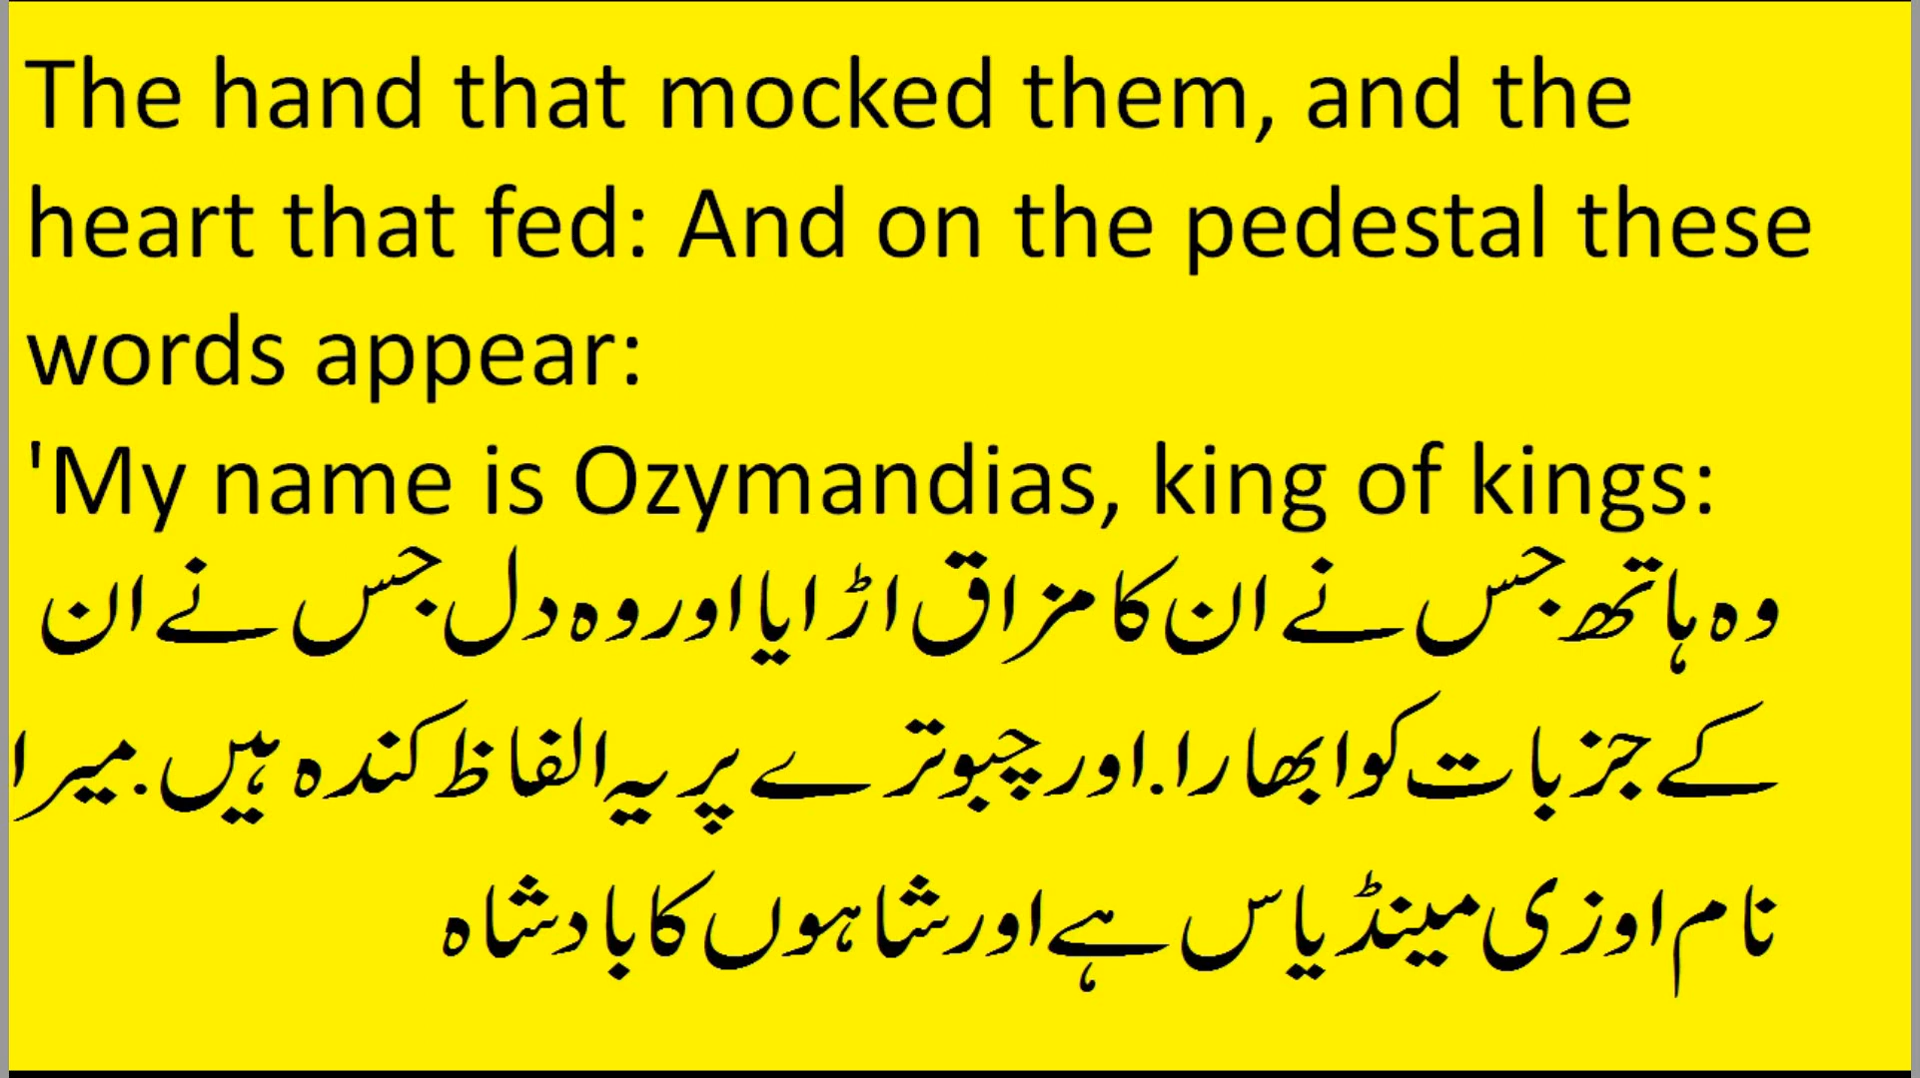 The hand that mocked them, and the
heart that fed: And on the pedestal these
words appear:
'My name is Ozymandias, king of kings:
وہ ہاتھ جس نے ان کا مزاق اڑایا اور وہ دل جس نے ان
کے جزبات کو ابھارا. اور چبوترے پر یہ الفاظ کندہ ہیں. میرا
نام اوزی مینڈیاس ہے اور شاہوں کا بادشاہ